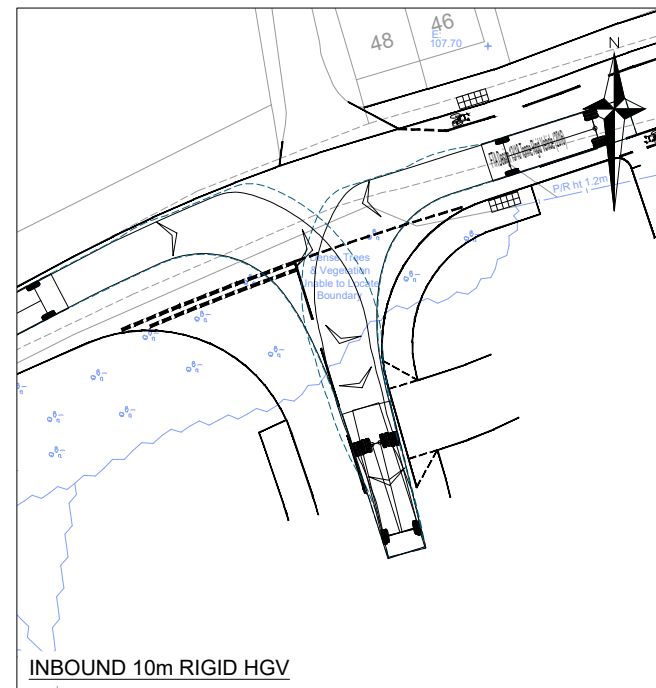 48
46
E:
107.70
N
P/R ht 1.2m
Dense Trees
& Vegetation
Unable to Locate
Boundary
INBOUND 10m RIGID HGV